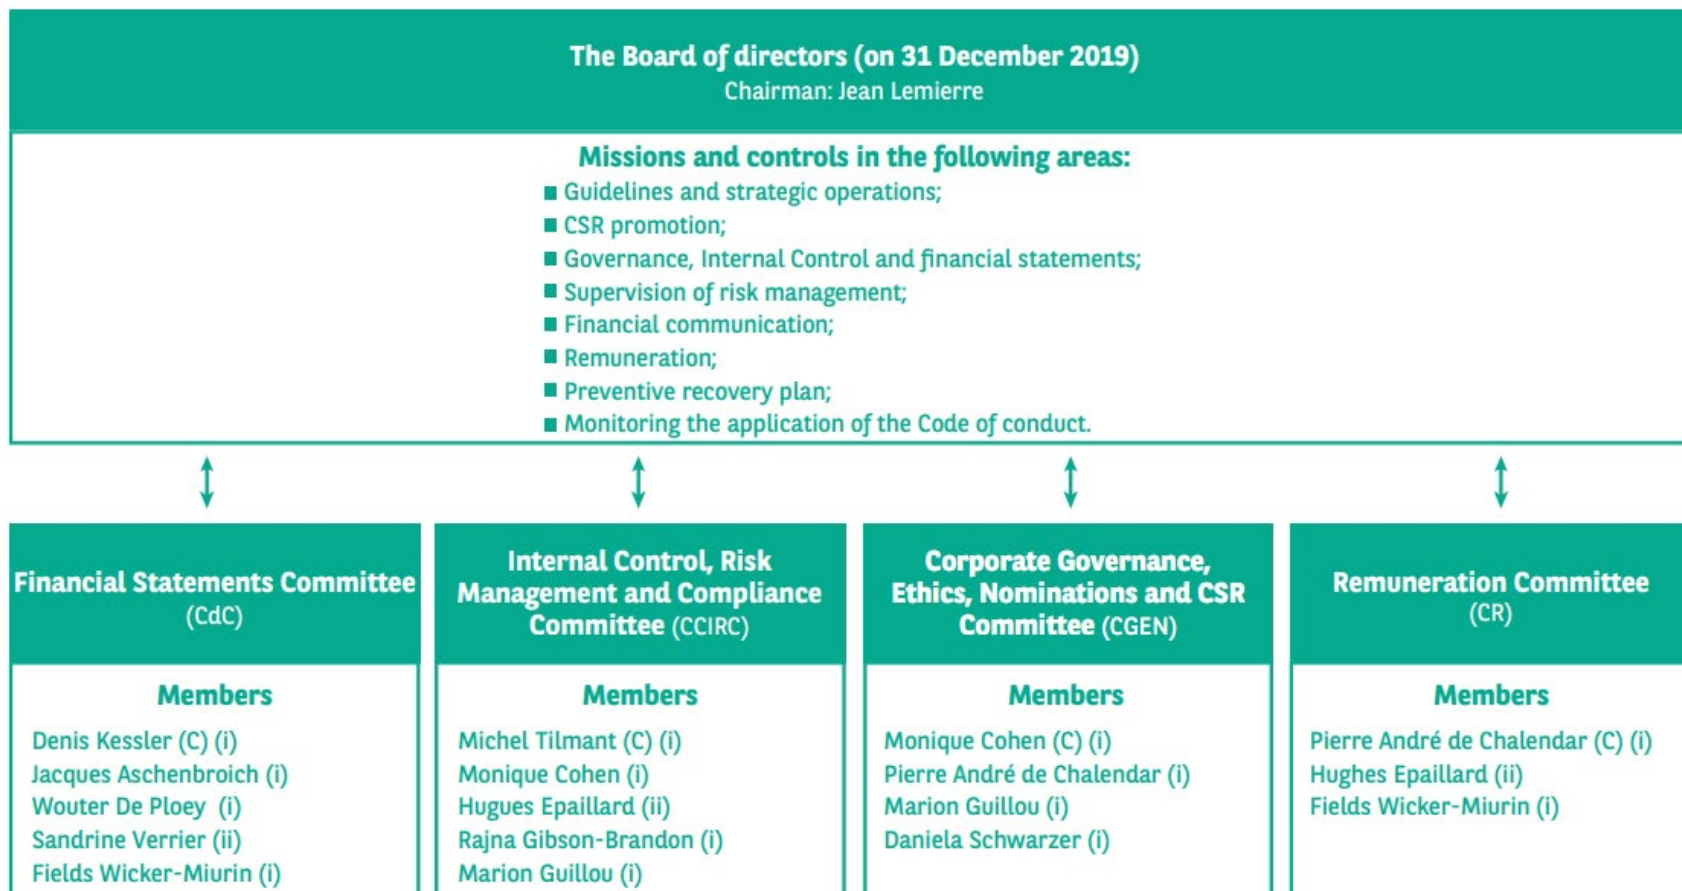 The Board of directors (on 31 December 2019)
Chairman: Jean Lemierre
Missions and controls in the following areas:
■ Guidelines and strategic operations;
■ CSR promotion;
■ Governance, Internal Control and financial statements;
■ Supervision of risk management;
■ Financial communication;
■ Remuneration;
■ Preventive recovery plan;
■ Monitoring the application of the Code of conduct.
Financial Statements Committee
(CdC)
Members
Denis Kessler (C) (i)
Jacques Aschenbroich (i)
Wouter De Ploey (i)
Sandrine Verrier (ii)
Fields Wicker-Miurin (i)
Internal Control, Risk
Management and Compliance
Committee (CCIRC)
Members
Michel Tilmant (C) (i)
Monique Cohen (i)
Hugues Epaillard (ii)
Rajna Gibson-Brandon (i)
Marion Guillou (i)
Corporate Governance,
Ethics, Nominations and CSR
Committee (CGEN)
Members
Monique Cohen (C) (i)
Pierre André de Chalendar (i)
Marion Guillou (i)
Daniela Schwarzer (i)
Remuneration Committee
(CR)
Members
Pierre André de Chalendar (C) (i)
Hughes Epaillard (ii)
Fields Wicker-Miurin (i)